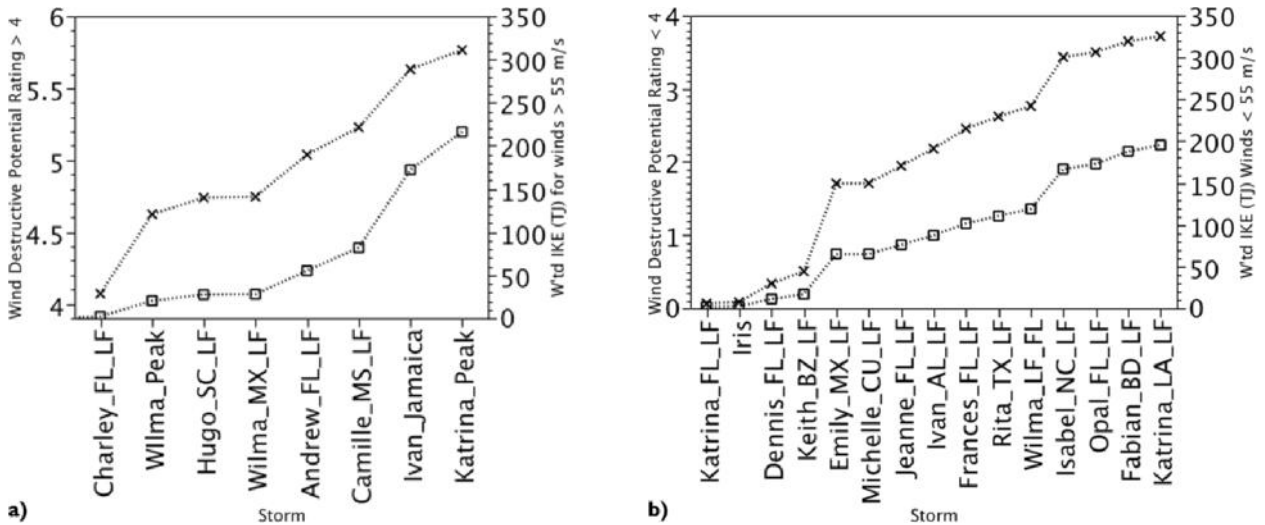 6
5.5
5
4.5
4
Wind Destructive Potential Rating > 4
350
300
250
200
150
100
50
0
W'td IKE (TJ) for winds > 55 m/s
Charley_FL_LF
WIlma_Peak
Hugo_SC_LF
Wilma_MX_LF
Andrew_FL_LF
Camille_MS_LF
Ivan_Jamaica
Katrina_Peak
a)
Storm
4
3
2
1
0
Wind Destructive Potential Rating < 4
350
300
250
200
150
100
50
0
W'td IKE (TJ) Winds < 55 m/s
Katrina_FL_LF
Iris
Dennis_FL_LF
Keith_BZ_LF
Emily_MX_LF
Michelle_CU_LF
Jeanne_FL_LF
Ivan_AL_LF
Frances_FL_LF
Rita_TX_LF
Wilma_LF_FL
Isabel_NC_LF
Opal_FL_LF
Fabian_BD_LF
Katrina_LA_LF
b)
Storm